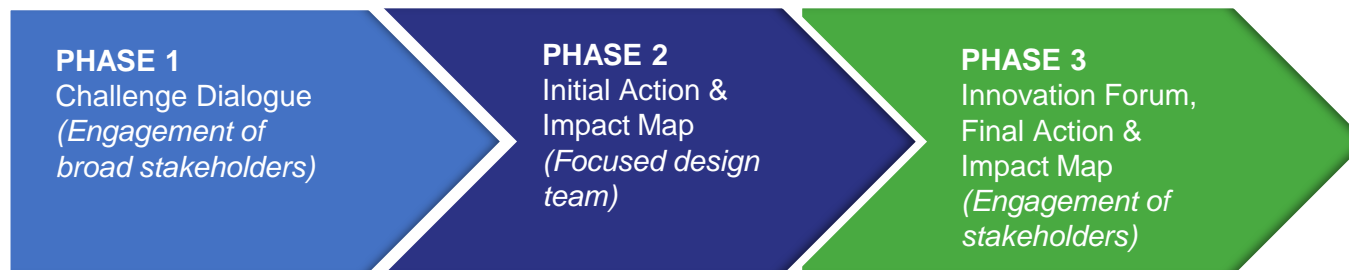 PHASE 1
Challenge Dialogue
(Engagement of
broad stakeholders)
PHASE 2
Initial Action &
Impact Map
(Focused design
team)
PHASE 3
Innovation Forum,
Final Action &
Impact Map
(Engagement of
stakeholders)